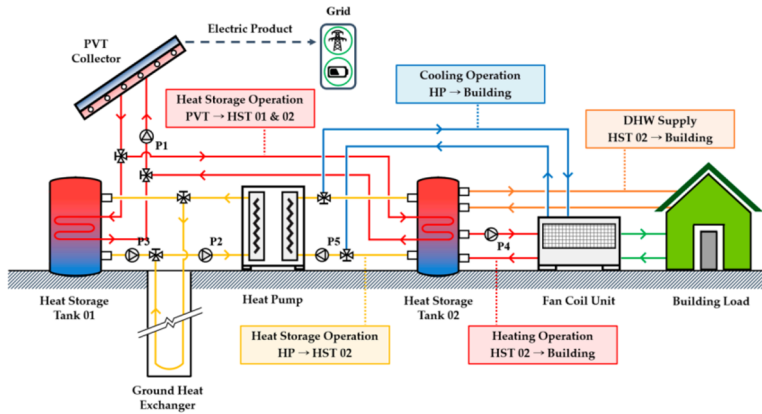 Grid
Electric Product
PVT
Collector
Cooling Operation
HP → Building
Heat Storage Operation
PVT → HST 01 & 02
DHW Supply
HST 02 → Building
P1
P3
P2
P5
P4
Heat Storage
Tank 01
Heat Pump
Heat Storage
Tank 02
Fan Coil Unit
Building Load
Heat Storage Operation
HP → HST 02
Heating Operation
HST 02 → Building
Ground Heat
Exchanger